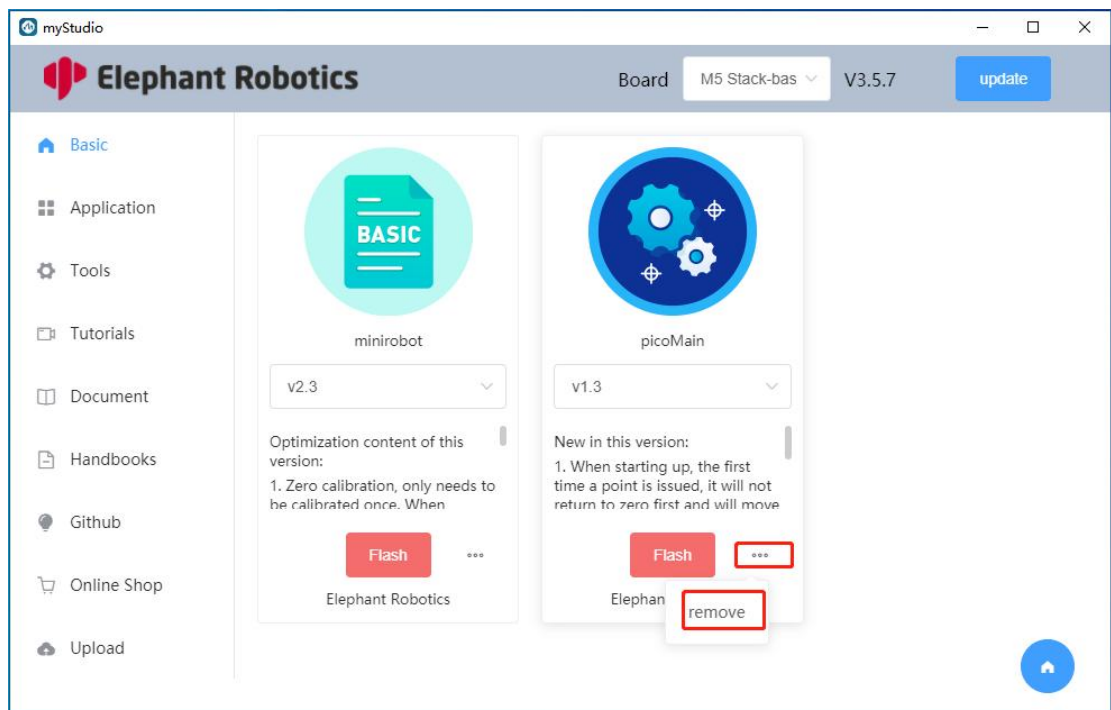 myStudio
Elephant Robotics
Board
M5 Stack-bas
V3.5.7
update
Basic
Application
Tools
Tutorials
Document
Handbooks
Github
Online Shop
Upload
BASIC
minirobot
v2.3
Optimization content of this
version:
1. Zero calibration, only needs to
be calibrated once. When
Flash
Elephant Robotics
picoMain
v1.3
New in this version:
1. When starting up, the first
time a point is issued, it will not
return to zero first and will move
Flash
Elephan
remove